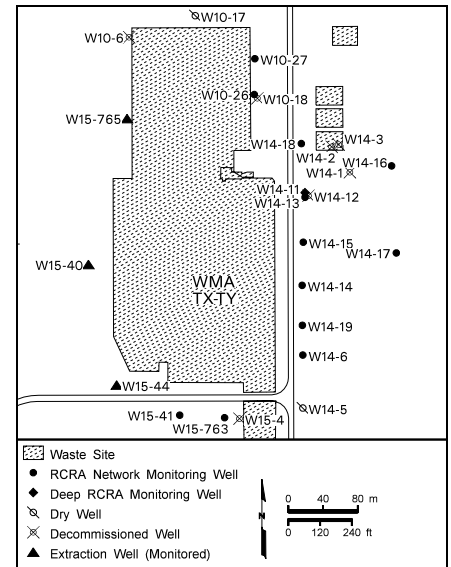 W10-17
W10-6
W10-27
W10-26
W10-18
W15-765
W14-18
W14-3
W14-2
W14-16
W14-1
W14-11
W14-12
W14-13
W14-15
W14-17
W15-40
WMA
TX-TY
W14-14
W14-19
W14-6
W15-44
W14-5
W15-41
W15-4
W15-763
Waste Site
RCRA Network Monitoring Well
Deep RCRA Monitoring Well
Dry Well
Decommissioned Well
Extraction Well (Monitored)
N
0 40 80 m
0 120 240 ft